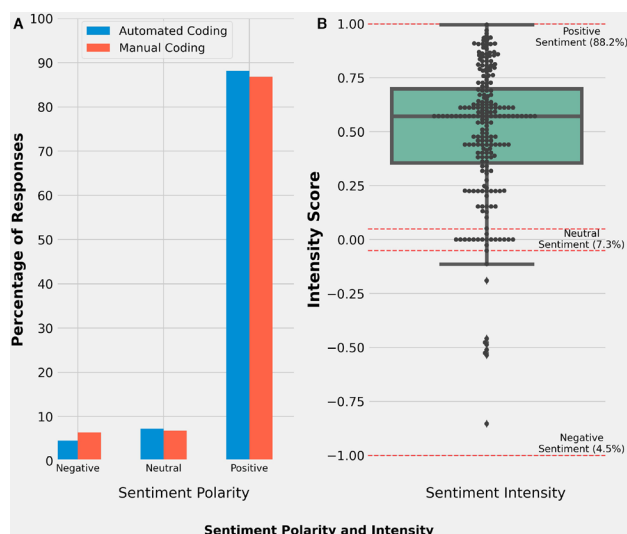 A
Automated Coding
Manual Coding
100
90
80
70
60
50
40
30
20
10
0
Percentage of Responses
Negative
Neutral
Positive
Sentiment Polarity
B
1.00
0.75
0.50
0.25
0.00
−0.25
−0.50
−0.75
−1.00
Intensity Score
Positive
Sentiment (88.2%)
Neutral
Sentiment (7.3%)
Negative
Sentiment (4.5%)
Sentiment Intensity
Sentiment Polarity and Intensity